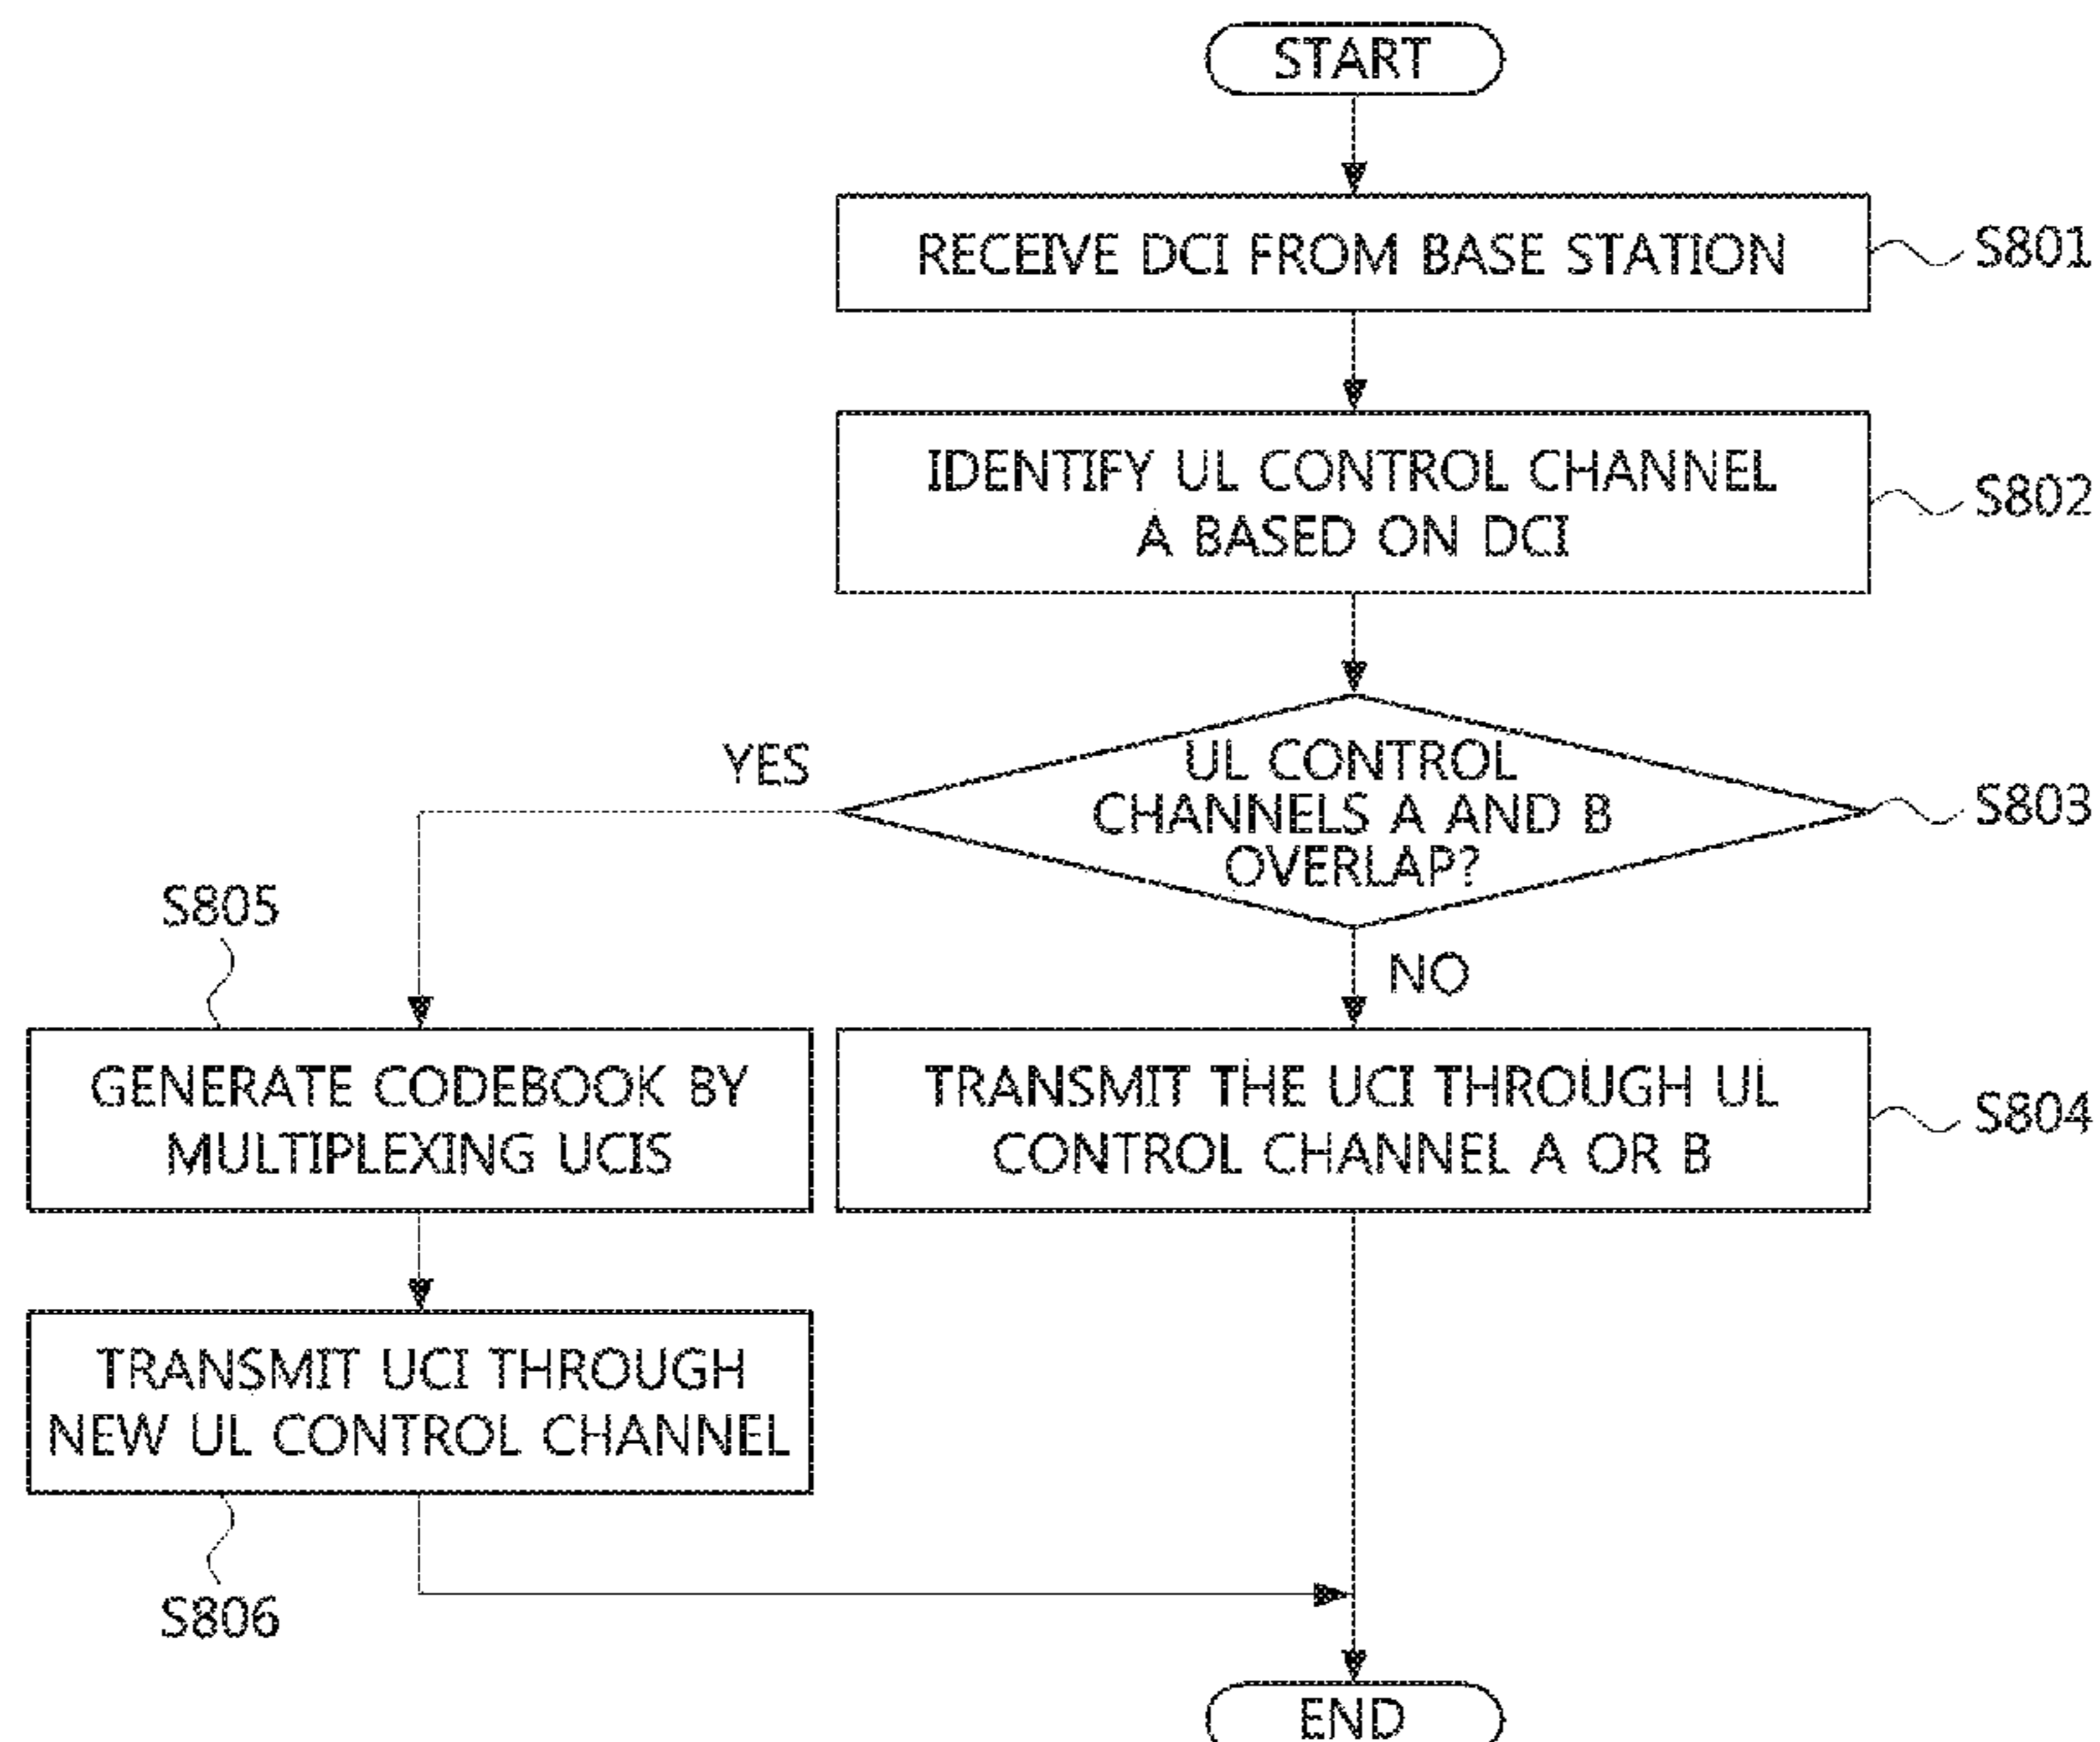 START
RECEIVE DCI FROM BASE STATION
S801
IDENTIFY UL CONTROL CHANNEL
A BASED ON DCI
S802
UL CONTROL
CHANNELS A AND B
OVERLAP?
S803
YES
NO
S805
GENERATE CODEBOOK BY
MULTIPLEXING UCIS
TRANSMIT THE UCI THROUGH UL
CONTROL CHANNEL A OR B
S804
TRANSMIT UCI THROUGH
NEW UL CONTROL CHANNEL
S806
END